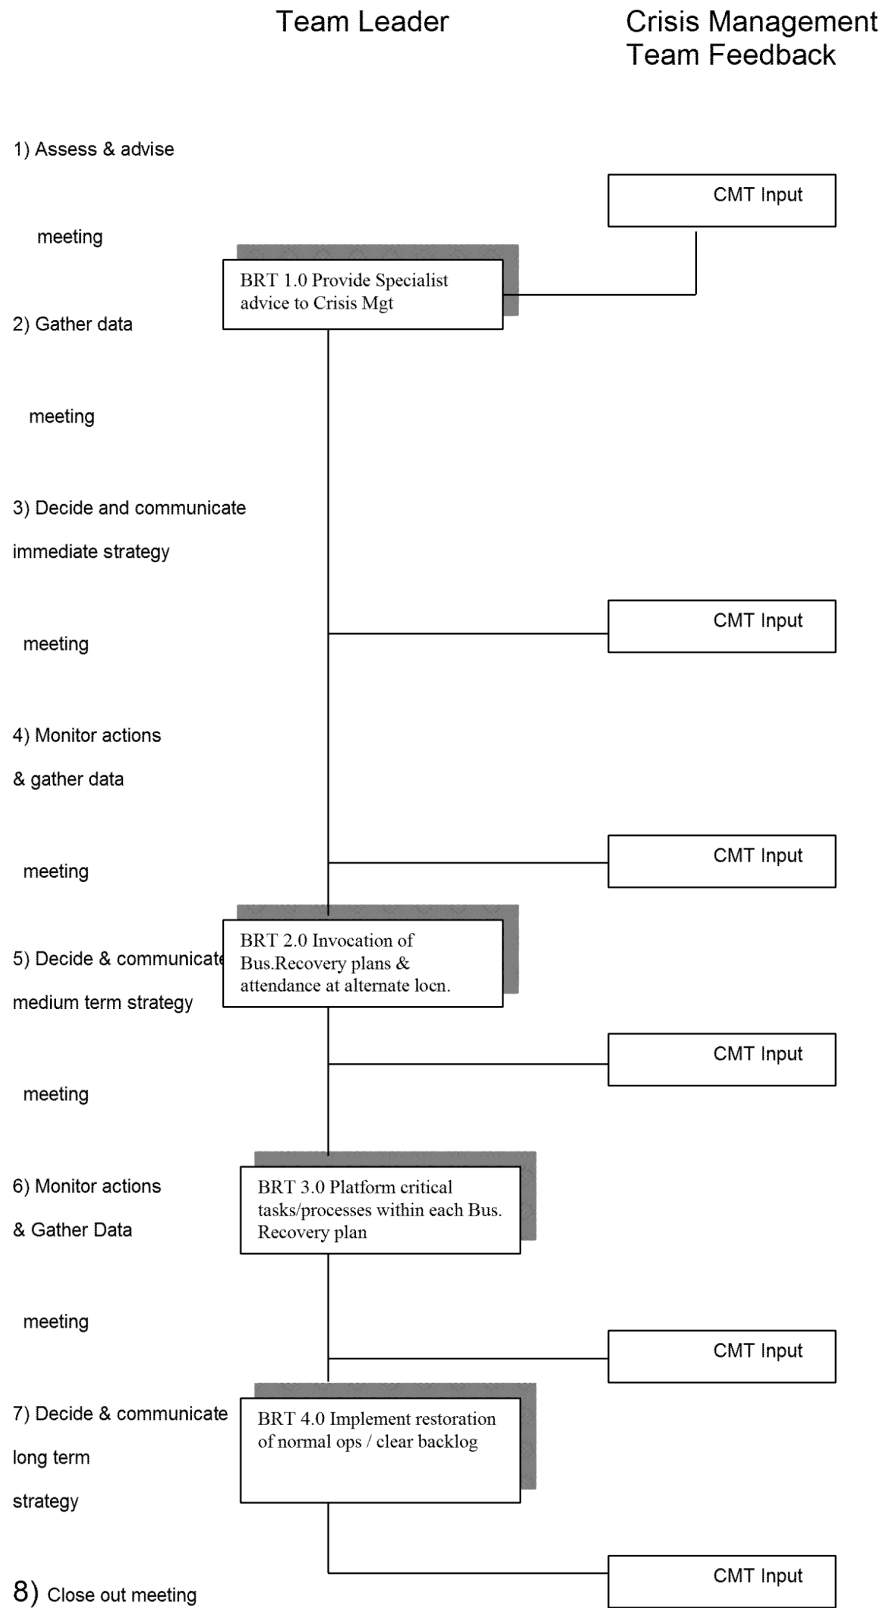 Team Leader
Crisis Management
Team Feedback
1) Assess & advise
CMT Input
meeting
BRT 1.0 Provide Specialist
advice to Crisis Mgt
2) Gather data
meeting
3) Decide and communicate
immediate strategy
CMT Input
meeting
4) Monitor actions
& gather data
CMT Input
meeting
BRT 2.0 Invocation of
Bus.Recovery plans &
attendance at alternate locn.
5) Decide & communicate
medium term strategy
CMT Input
meeting
BRT 3.0 Platform critical
tasks/processes within each Bus.
Recovery plan
6) Monitor actions
& Gather Data
meeting
CMT Input
7) Decide & communicate
long term
strategy
BRT 4.0 Implement restoration
of normal ops / clear backlog
CMT Input
8) Close out meeting